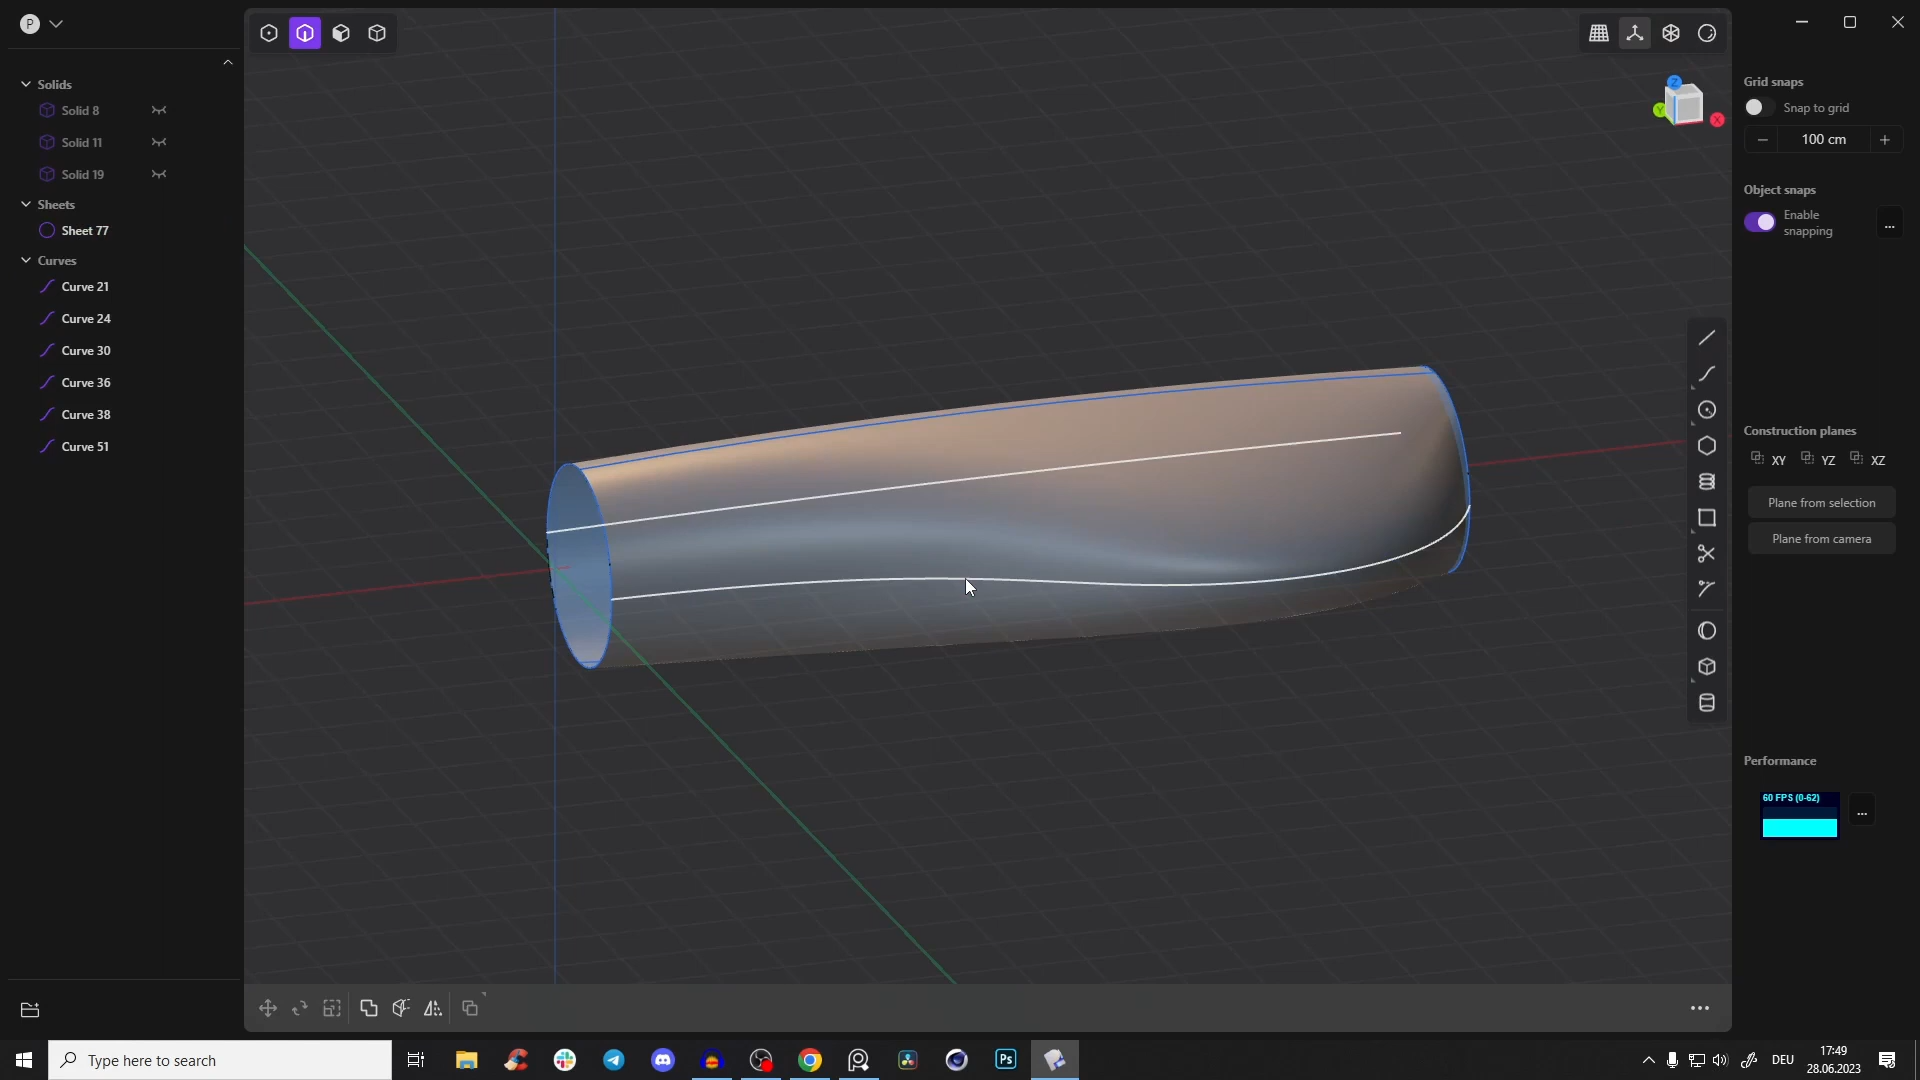 P
Solids
Solid 8
Solid 11
Solid 19
Sheets
Sheet 77
Curves
Curve 21
Curve 24
Curve 30
Curve 36
Curve 38
Curve 51
Z
Y
X
Grid snaps
Snap to grid
100 cm
Object snaps
Enable
snapping
...
Construction planes
XY YZ XZ
Plane from selection
Plane from camera
Performance
60 FPS (0-62)
...
Type here to search
Ps
DEU
17:49
28.06.2023